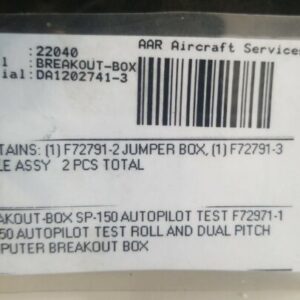 :22040 AAR Aircraft Services
:BREAKOUT-BOX
ial:DA1202741-3
TAINS: (1) F72791-2 JUMPER BOX, (1) F72791-3
LE ASSY 2 PCS TOTAL
AKOUT-BOX SP-150 AUTOPILOT TEST F72971-1
50 AUTOPILOT TEST ROLL AND DUAL PITCH
PUTER BREAKOUT BOX